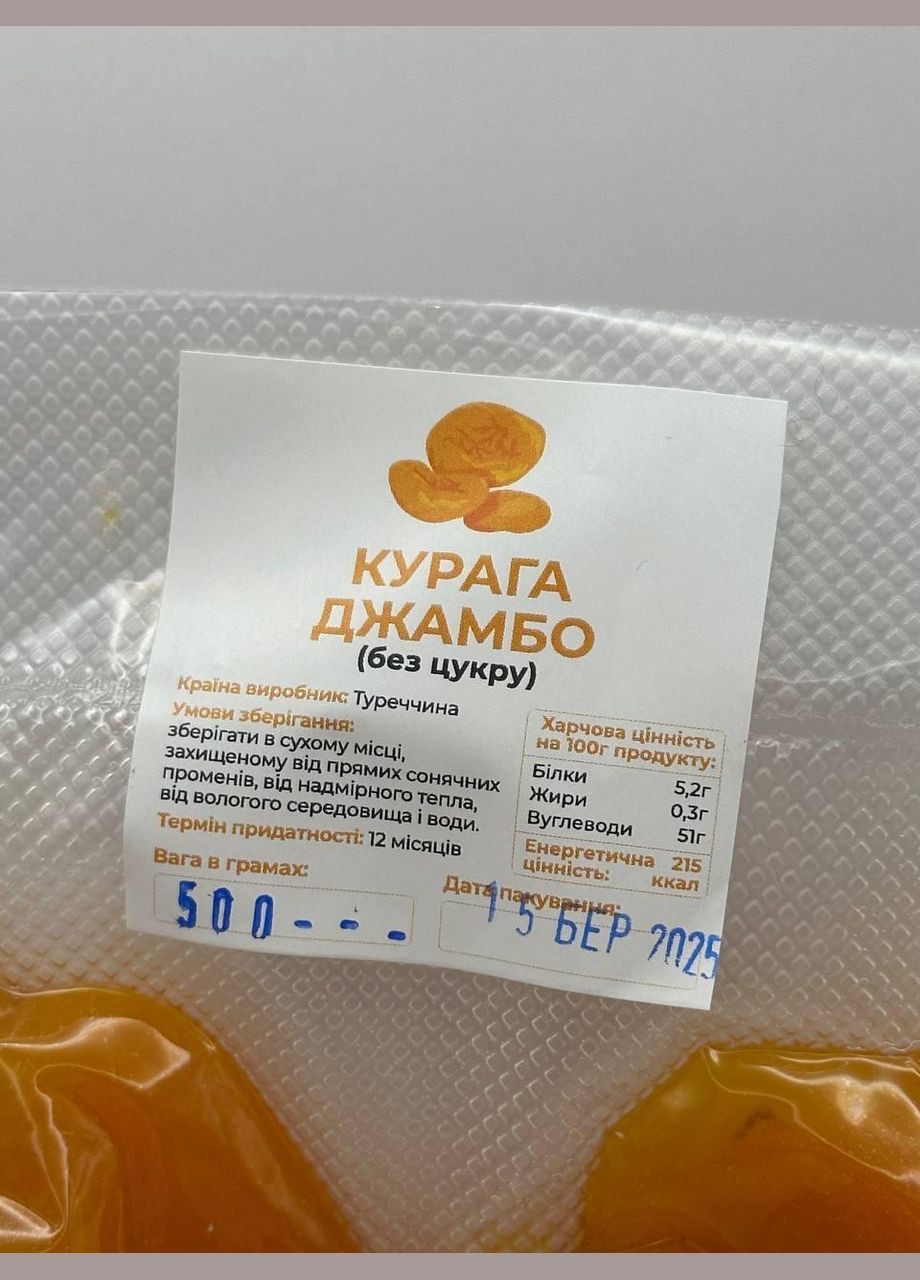 КУРАГА
ДЖАМБО
(без цукру)
Країна виробник: Туреччина
Умови зберігання:
зберігати в сухому місці,
захищеному від прямих сонячних
променів, від надмірного тепла,
від вологого середовища і води.
Термін придатності: 12 місяців
Вага в грамах:
500---
Харчова цінність
на 100г продукту:
Білки 5,2г
Жири 0,3г
Вуглеводи 51г
Енергетична 215
цінність: ккал
Дата пакування:
15 БЕР 2025